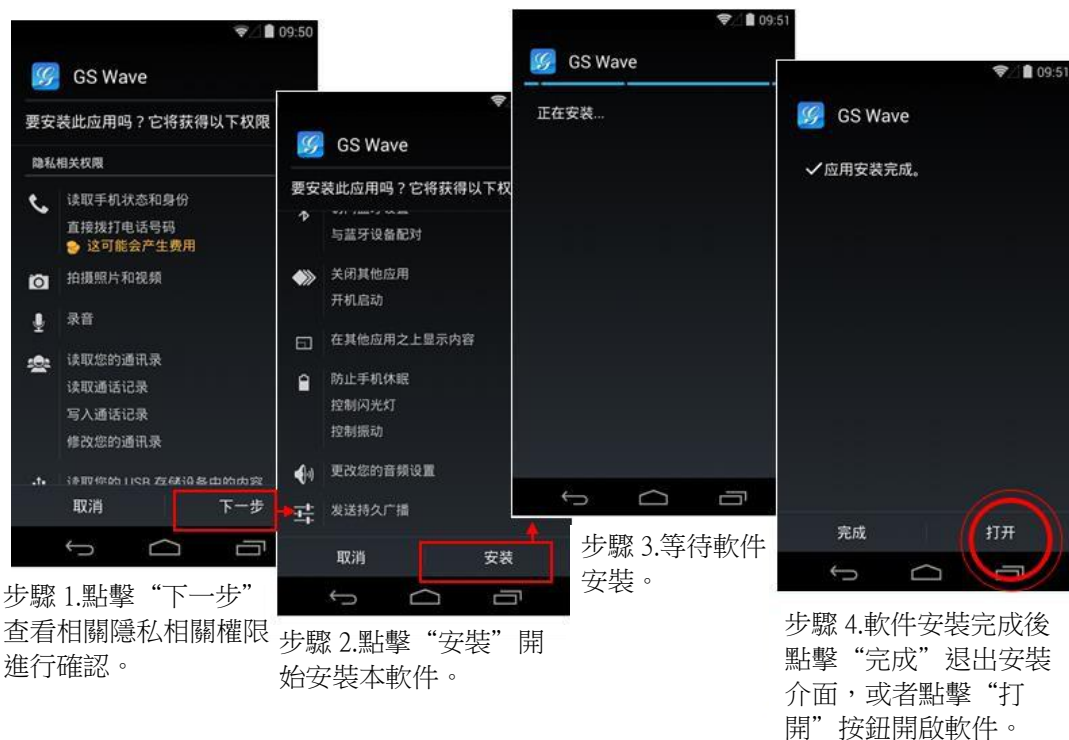 09:50
GS Wave
要安装此应用吗？它将获得以下权限
隐私相关权限
读取手机状态和身份
直接拨打电话号码
这可能会产生费用
拍摄照片和视频
录音
读取您的通讯录
读取通话记录
写入通话记录
修改您的通讯录
读取您的 USB 存储设备中的内容
取消
下一步
步驟 1.點擊“下一步”
查看相關隱私相關權限
進行確認。
GS Wave
要安装此应用吗？它将获得以下权
与蓝牙设备配对
关闭其他应用
开机启动
在其他应用之上显示内容
防止手机休眠
控制闪光灯
控制振动
更改您的音频设置
发送持久广播
取消
安装
步驟 2.點擊“安裝”開
始安裝本軟件。
09:51
GS Wave
正在安装...
步驟 3.等待軟件
安裝。
09:51
GS Wave
✓应用安装完成。
完成
打开
步驟 4.軟件安裝完成後
點擊“完成”退出安裝
介面，或者點擊“打
開”按鈕開啟軟件。